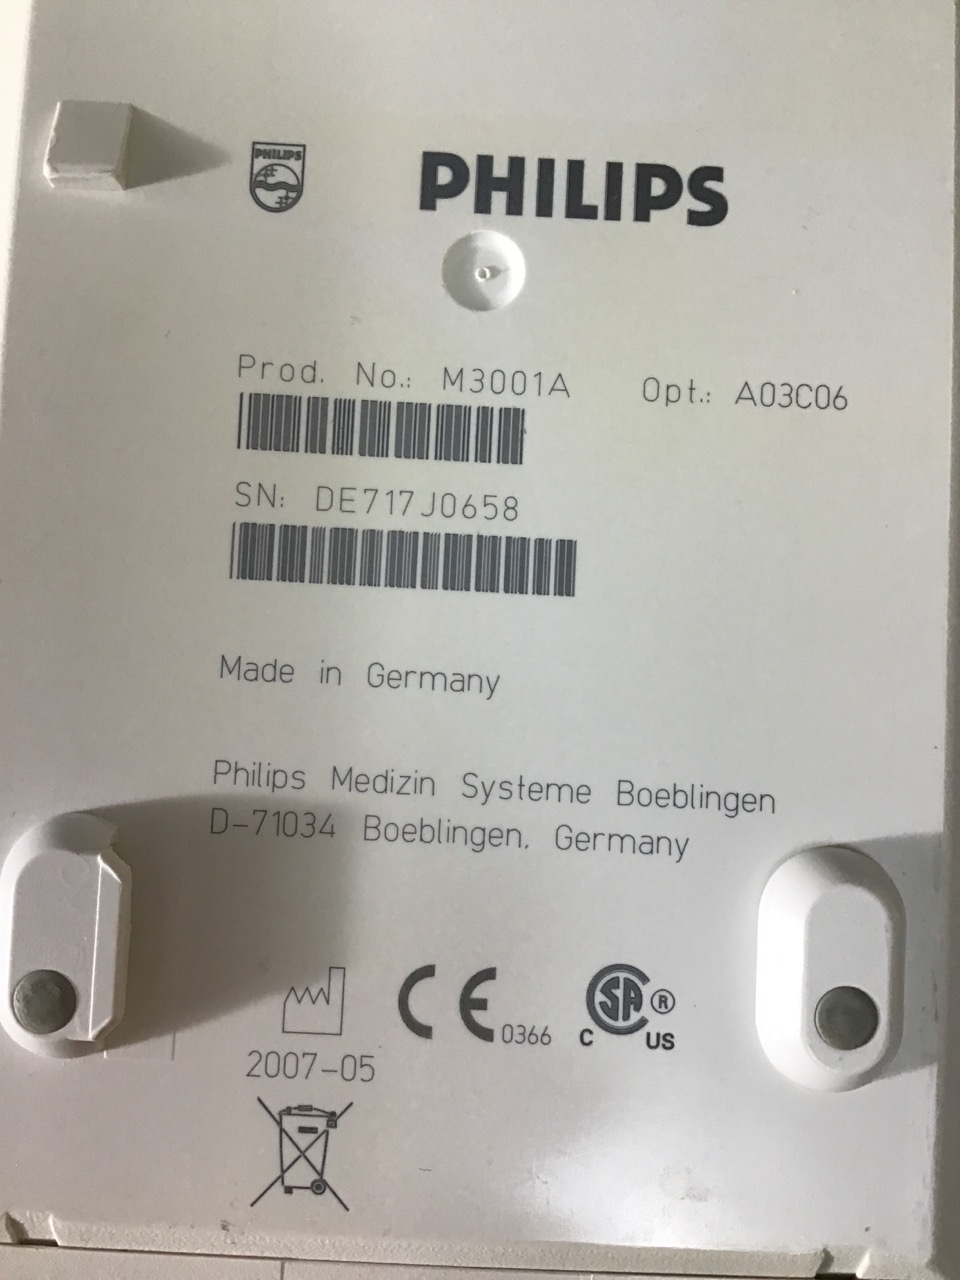 PHILIPS
PHILIPS
Prod. No.: M3001A Opt.: A03C06
SN: DE717J0658
Made in Germany
Philips Medizin Systeme Boeblingen
D-71034 Boeblingen, Germany
CE 0366
C SA ® US
2007-05